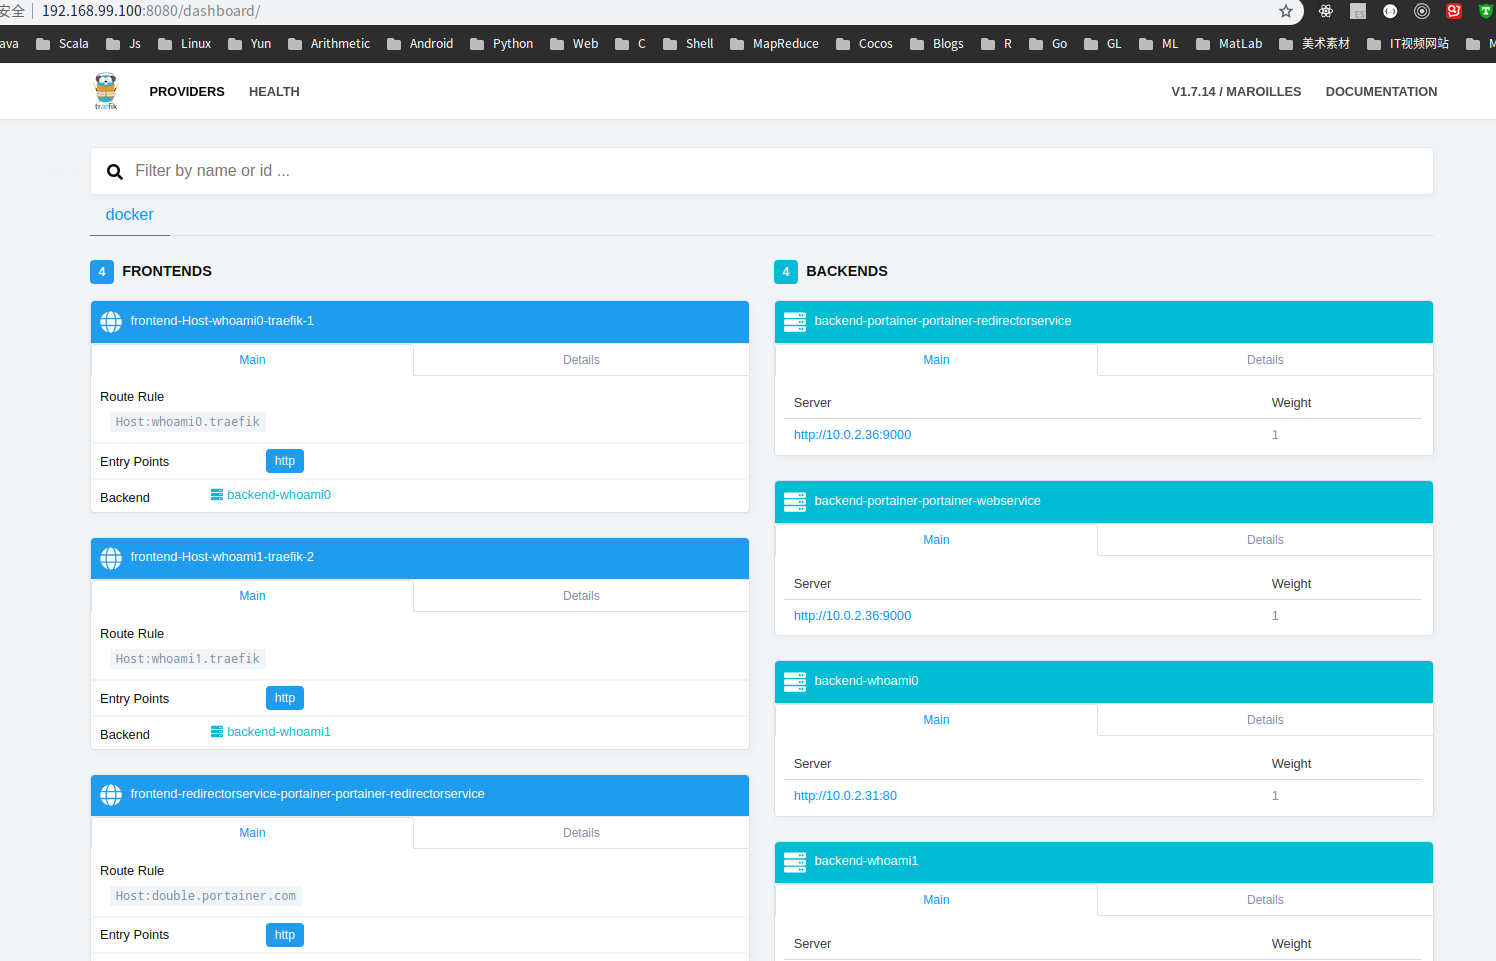 安全 | 192.168.99.100:8080/dashboard/
ava Scala Js Linux Yun Arithmetic Android Python Web C Shell MapReduce Cocos Blogs R Go GL ML MatLab 美术素材 IT视频网站 M
træfik PROVIDERS HEALTH V1.7.14 / MAROILLES DOCUMENTATION
Filter by name or id ...
docker
4 FRONTENDS
frontend-Host-whoami0-traefik-1
Main Details
Route Rule
Host:whoami0.traefik
Entry Points http
Backend backend-whoami0
frontend-Host-whoami1-traefik-2
Main Details
Route Rule
Host:whoami1.traefik
Entry Points http
Backend backend-whoami1
frontend-redirectorservice-portainer-portainer-redirectorservice
Main Details
Route Rule
Host:double.portainer.com
Entry Points http
4 BACKENDS
backend-portainer-portainer-redirectorservice
Main Details
Server Weight
http://10.0.2.36:9000 1
backend-portainer-portainer-webservice
Main Details
Server Weight
http://10.0.2.36:9000 1
backend-whoami0
Main Details
Server Weight
http://10.0.2.31:80 1
backend-whoami1
Main Details
Server Weight